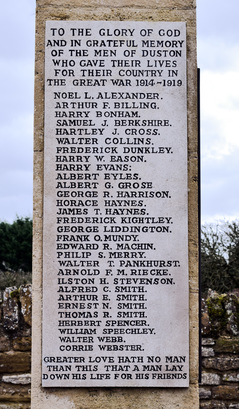 TO THE GLORY OF GOD
AND IN GRATEFUL MEMORY
OF THE MEN OF DUSTON
WHO GAVE THEIR LIVES
FOR THEIR COUNTRY IN
THE GREAT WAR 1914-1919
NOEL L. ALEXANDER.
ARTHUR F. BILLING.
HARRY BONHAM.
SAMUEL J. BERKSHIRE.
HARTLEY J. CROSS.
WALTER COLLINS.
FREDERICK DUNKLEY.
HARRY W. EASON.
HARRY EVANS.
ALBERT EYLES.
ALBERT G. GROSE
GEORGE R. HARRISON.
HORACE HAYNES.
JAMES T. HAYNES.
FREDERICK KIGHTLEY.
GEORGE LIDDINGTON.
FRANK O. MUNDY.
EDWARD R. MACHIN.
PHILIP S. MERRY.
WALTER T. PANKHURST.
ARNOLD F. M. RIECKE.
ILSTON H. STEVENSON.
ALFRED C. SMITH.
ARTHUR E. SMITH.
ERNEST N. SMITH.
THOMAS R. SMITH.
HERBERT SPENCER.
WILLIAM SPEECHLEY.
WALTER WEBB.
CORRIE WEBSTER.
GREATER LOVE HATH NO MAN
THAN THIS THAT A MAN LAY
DOWN HIS LIFE FOR HIS FRIENDS